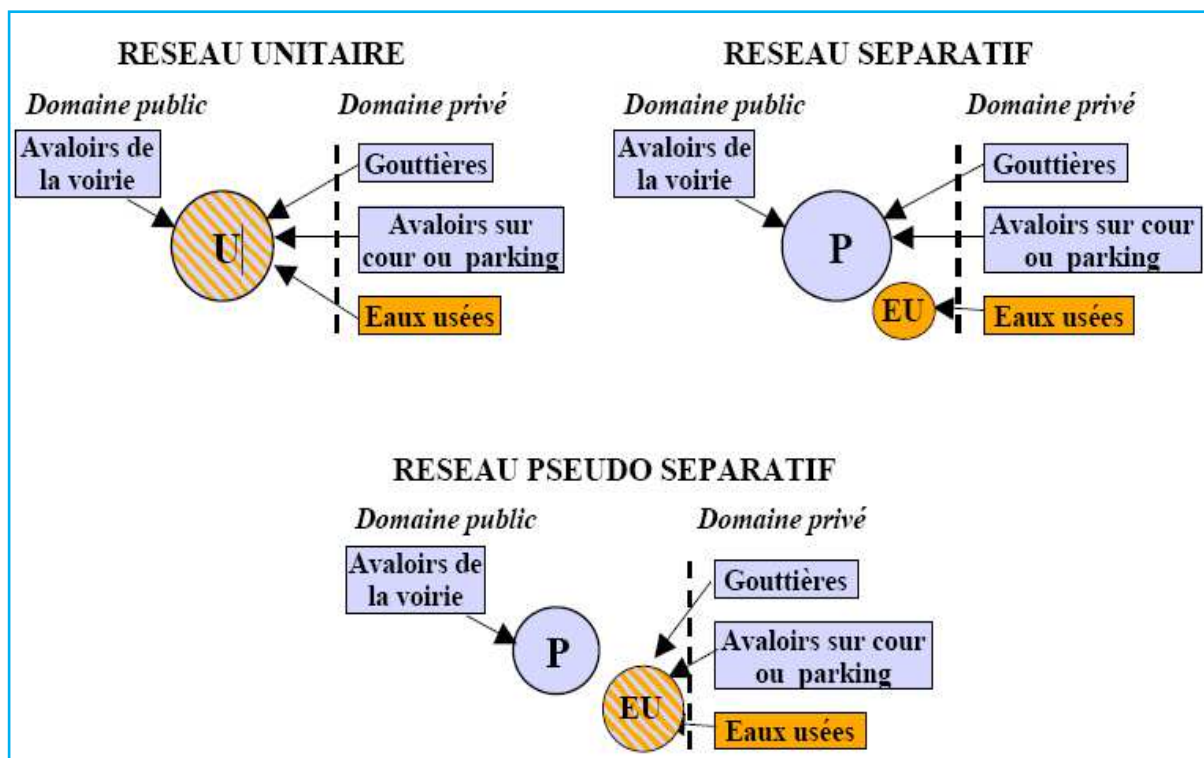 RESEAU UNITAIRE
Domaine public
Domaine privé
Avaloirs de
la voirie
Gouttières
U
Avaloirs sur
cour ou parking
Eaux usées
RESEAU SEPARATIF
Domaine public
Domaine privé
Avaloirs de
la voirie
Gouttières
P
Avaloirs sur cour
ou parking
EU
Eaux usées
RESEAU PSEUDO SEPARATIF
Domaine public
Domaine privé
Avaloirs de
la voirie
Gouttières
P
Avaloirs sur cour
ou parking
EU
Eaux usées